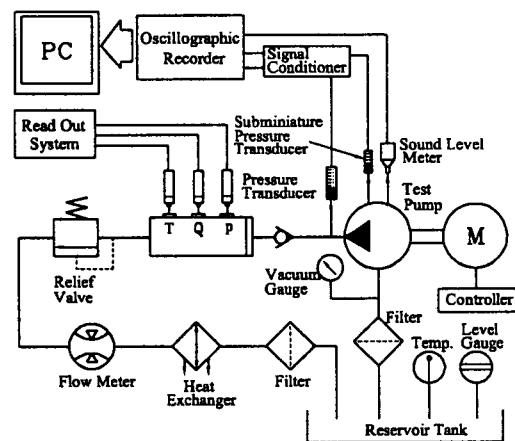 PC
Oscillographic
Recorder
Signal
Conditioner
Read Out
System
Subminiature
Pressure
Transducer
Sound Level
Meter
Pressure
Transducer
Test
Pump
T Q P
M
Relief
Valve
Vacuum
Gauge
Controller
Filter
Temp.
Level
Gauge
Flow Meter
Heat
Exchanger
Filter
Reservoir Tank